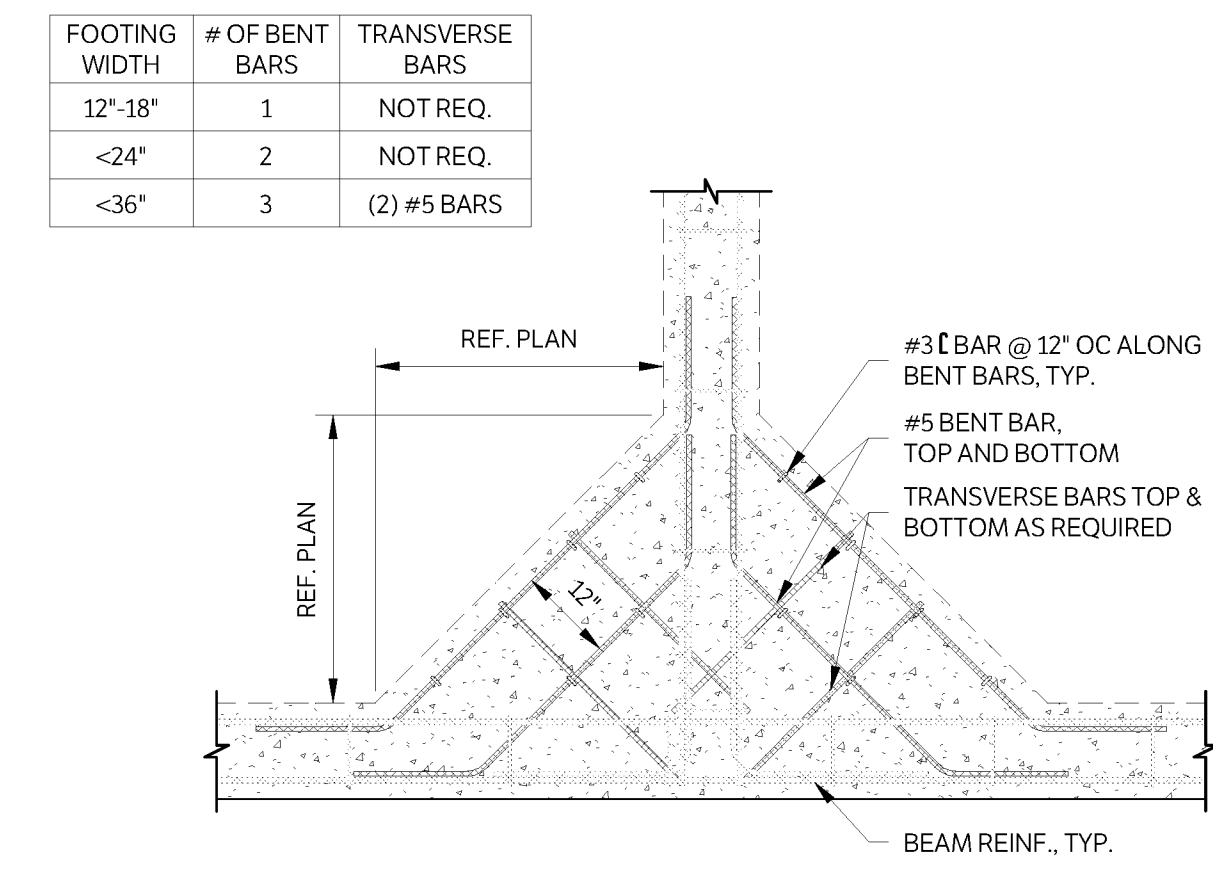 FOOTING WIDTH # OF BENT BARS TRANSVERSE BARS
12"-18" 1 NOT REQ.
<24" 2 NOT REQ.
<36" 3 (2) #5 BARS
REF. PLAN
#3 [ BAR @ 12" OC ALONG
BENT BARS, TYP.
#5 BENT BAR,
TOP AND BOTTOM
TRANSVERSE BARS TOP &
BOTTOM AS REQUIRED
REF. PLAN
12"
BEAM REINF., TYP.